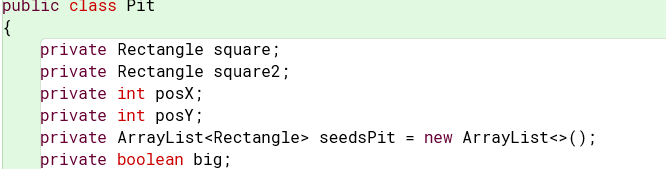 public class Pit
{
    private Rectangle square;
    private Rectangle square2;
    private int posX;
    private int posY;
    private ArrayList<Rectangle> seedsPit = new ArrayList<>();
    private boolean big;